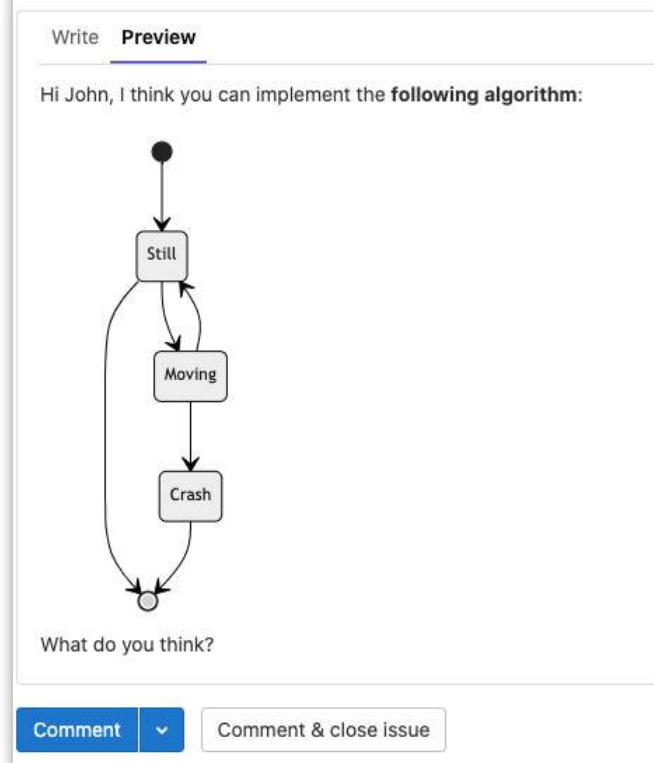 Write Preview
Hi John, I think you can implement the following algorithm:
Still
Moving
Crash
What do you think?
Comment Comment & close issue